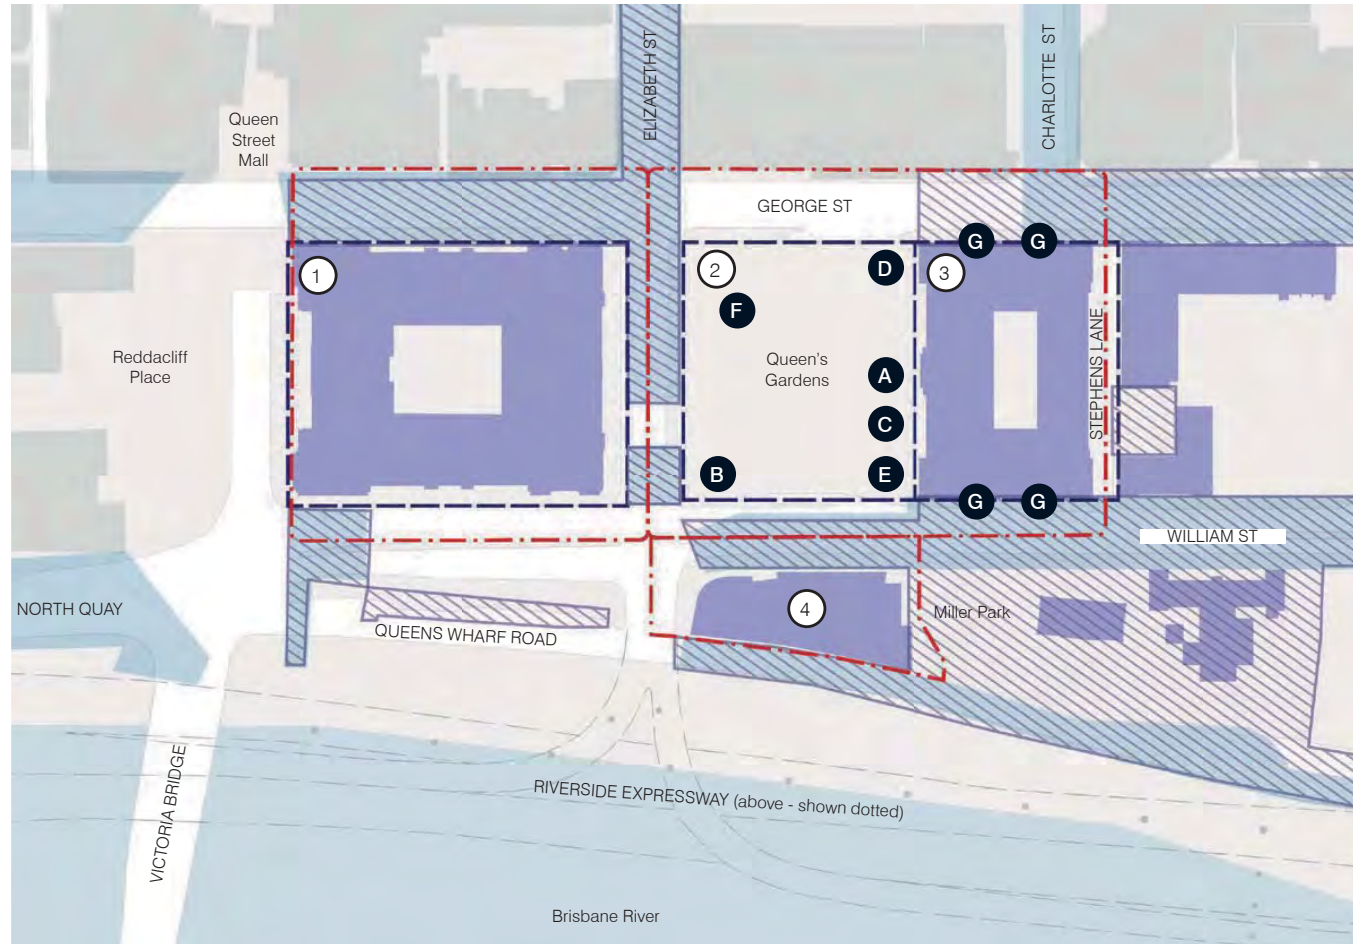 ELIZABETH ST
CHARLOTTE ST
Queen
Street
Mall
GEORGE ST
G
G
1
2
D
3
F
STEPHENS LANE
Reddacliff
Place
Queen's
Gardens
A
C
B
E
G
G
WILLIAM ST
NORTH QUAY
4
Miller Park
QUEENS WHARF ROAD
VICTORIA BRIDGE
RIVERSIDE EXPRESSWAY (above - shown dotted)
Brisbane River